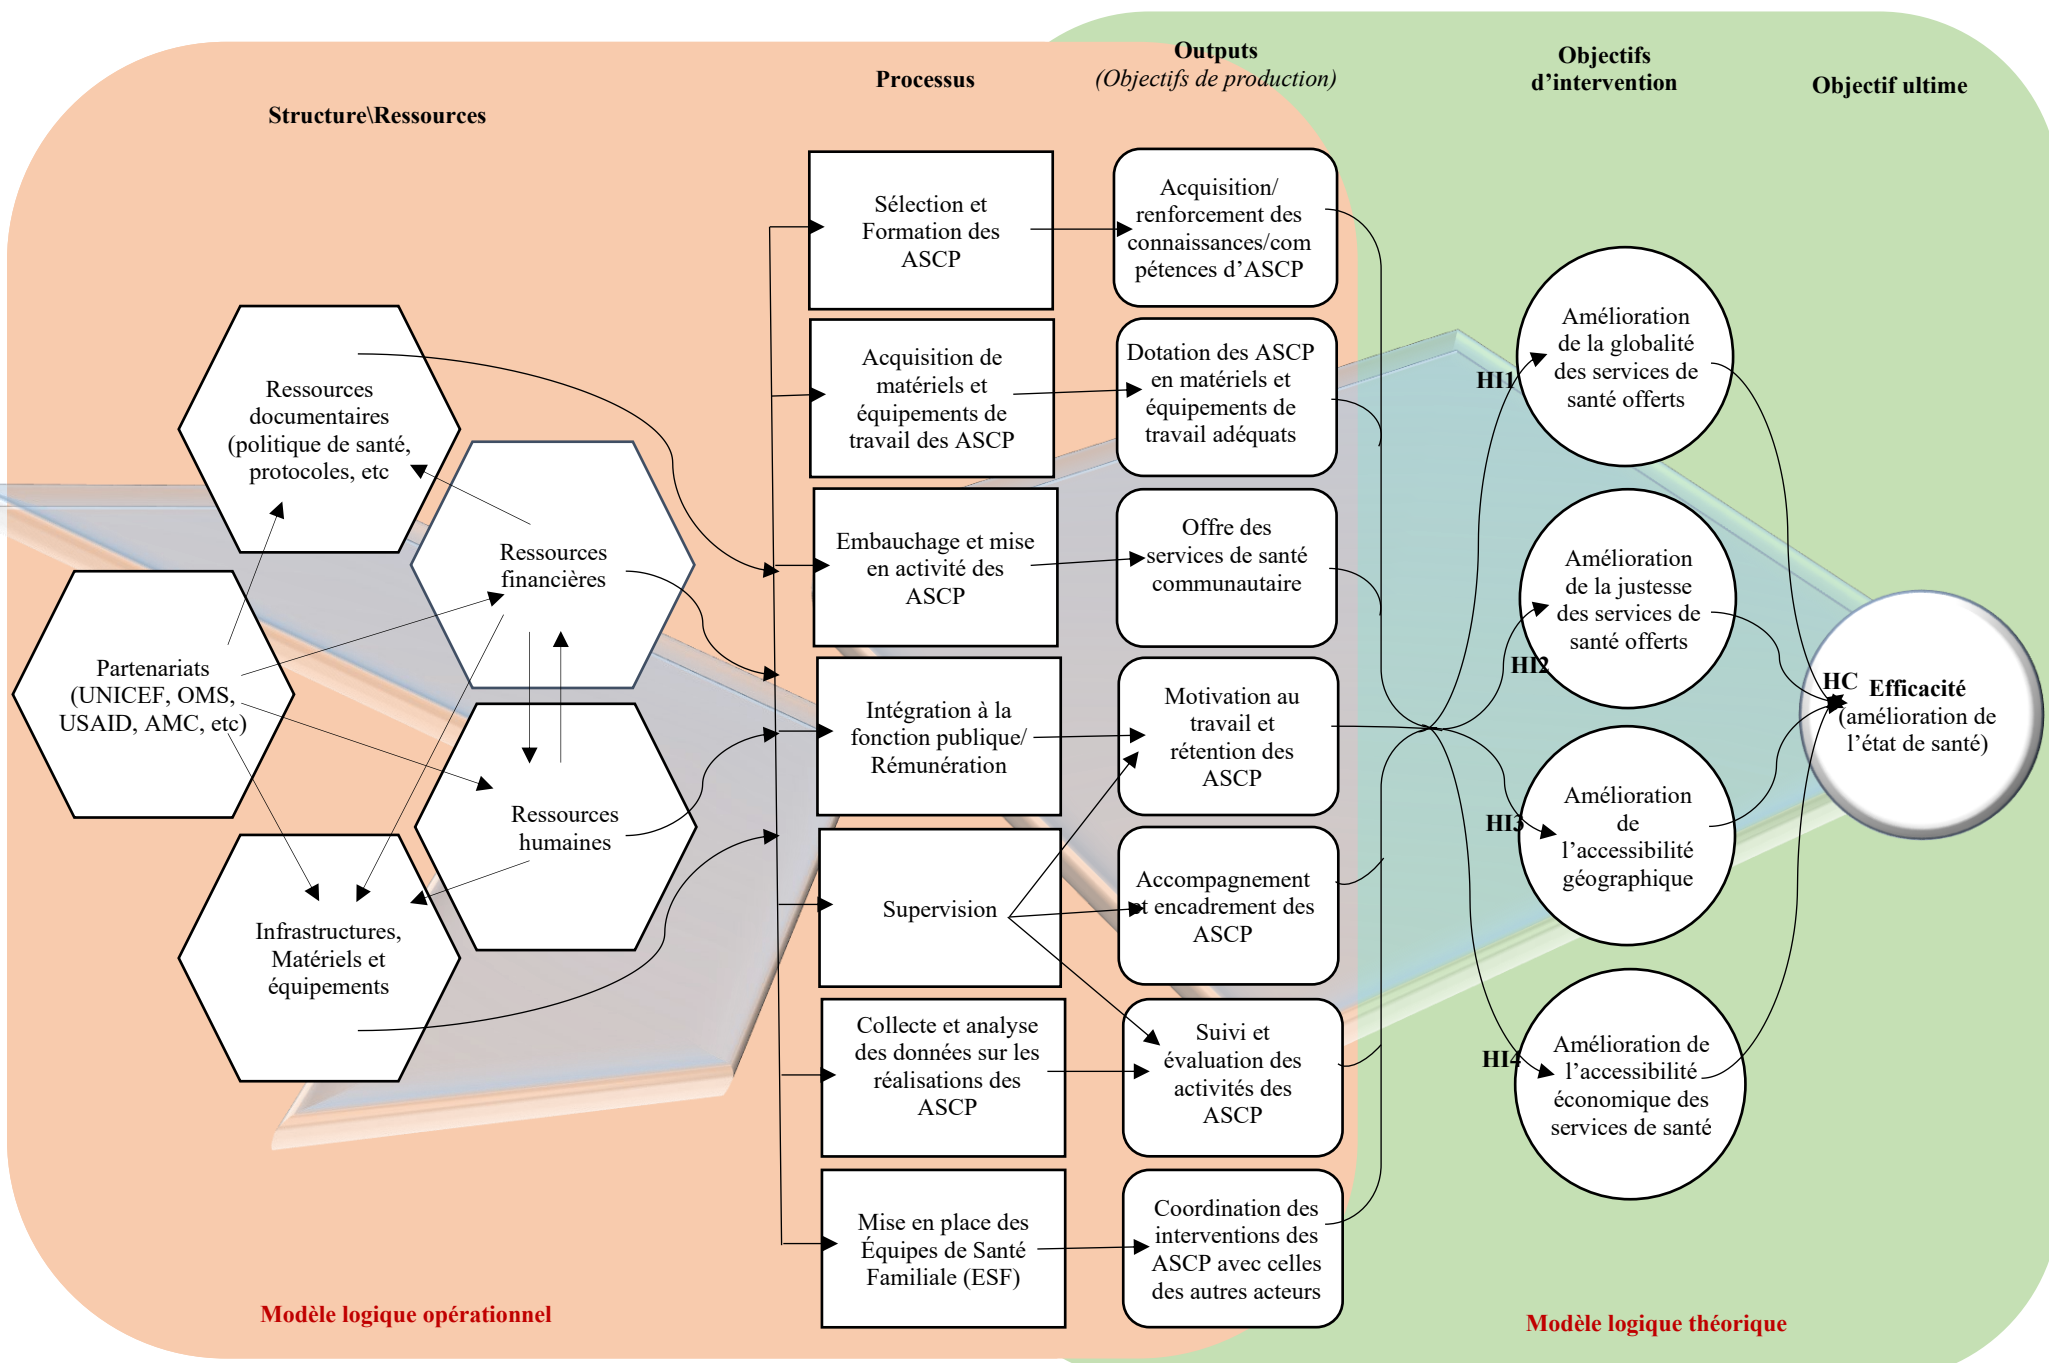 Structure\Ressources
Processus
Outputs
(Objectifs de production)
Objectifs
d’intervention
Objectif ultime
Ressources
documentaires
(politique de santé,
protocoles, etc
Ressources
financières
Partenariats
(UNICEF, OMS,
USAID, AMC, etc)
Ressources
humaines
Infrastructures,
Matériels et
équipements
Sélection et
Formation des
ASCP
Acquisition de
matériels et
équipements de
travail des ASCP
Embauchage et mise
en activité des
ASCP
Intégration à la
fonction publique/
Rémunération
Supervision
Collecte et analyse
des données sur les
réalisations des
ASCP
Mise en place des
Équipes de Santé
Familiale (ESF)
Acquisition/
renforcement des
connaissances/com
pétences d’ASCP
Dotation des ASCP
en matériels et
équipements de
travail adéquats
Offre des
services de santé
communautaire
Motivation au
travail et
rétention des
ASCP
Accompagnement
et encadrement des
ASCP
Suivi et
évaluation des
activités des
ASCP
Coordination des
interventions des
ASCP avec celles
des autres acteurs
HI1
Amélioration
de la globalité
des services de
santé offerts
HI2
Amélioration
de la justesse
des services de
santé offerts
HI3
Amélioration
de
l’accessibilité
géographique
HI4
Amélioration de
l’accessibilité
économique des
services de santé
HC
Efficacité
(amélioration de
l’état de santé)
Modèle logique opérationnel
Modèle logique théorique